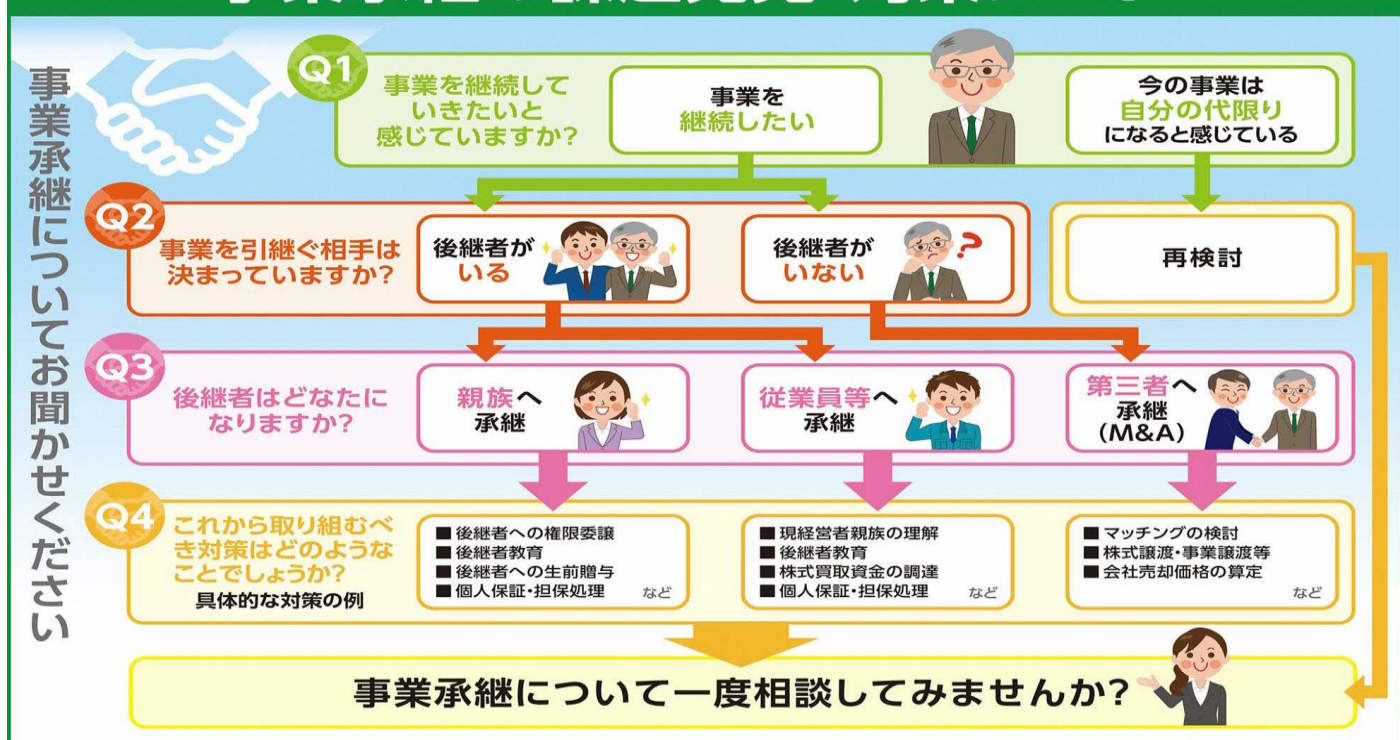 事業承継についてお聞かせください
Q1
事業を継続して
いきたいと
感じていますか?
事業を
継続したい
今の事業は
自分の代限り
になると感じている
Q2
事業を引継ぐ相手は
決まっていますか?
後継者が
いる
後継者が
いない
?
再検討
Q3
後継者はどなたに
なりますか?
親族へ
承継
従業員等へ
承継
第三者へ
承継
(M&A)
Q4
これから取り組むべ
き対策はどのような
ことでしょうか?
具体的な対策の例
■後継者への権限委譲
■後継者教育
■後継者への生前贈与
■個人保証・担保処理 など
■現経営者親族の理解
■後継者教育
■株式買取資金の調達
■個人保証・担保処理 など
■マッチングの検討
■株式譲渡・事業譲渡等
■会社売却価格の算定
など
事業承継について一度相談してみませんか?